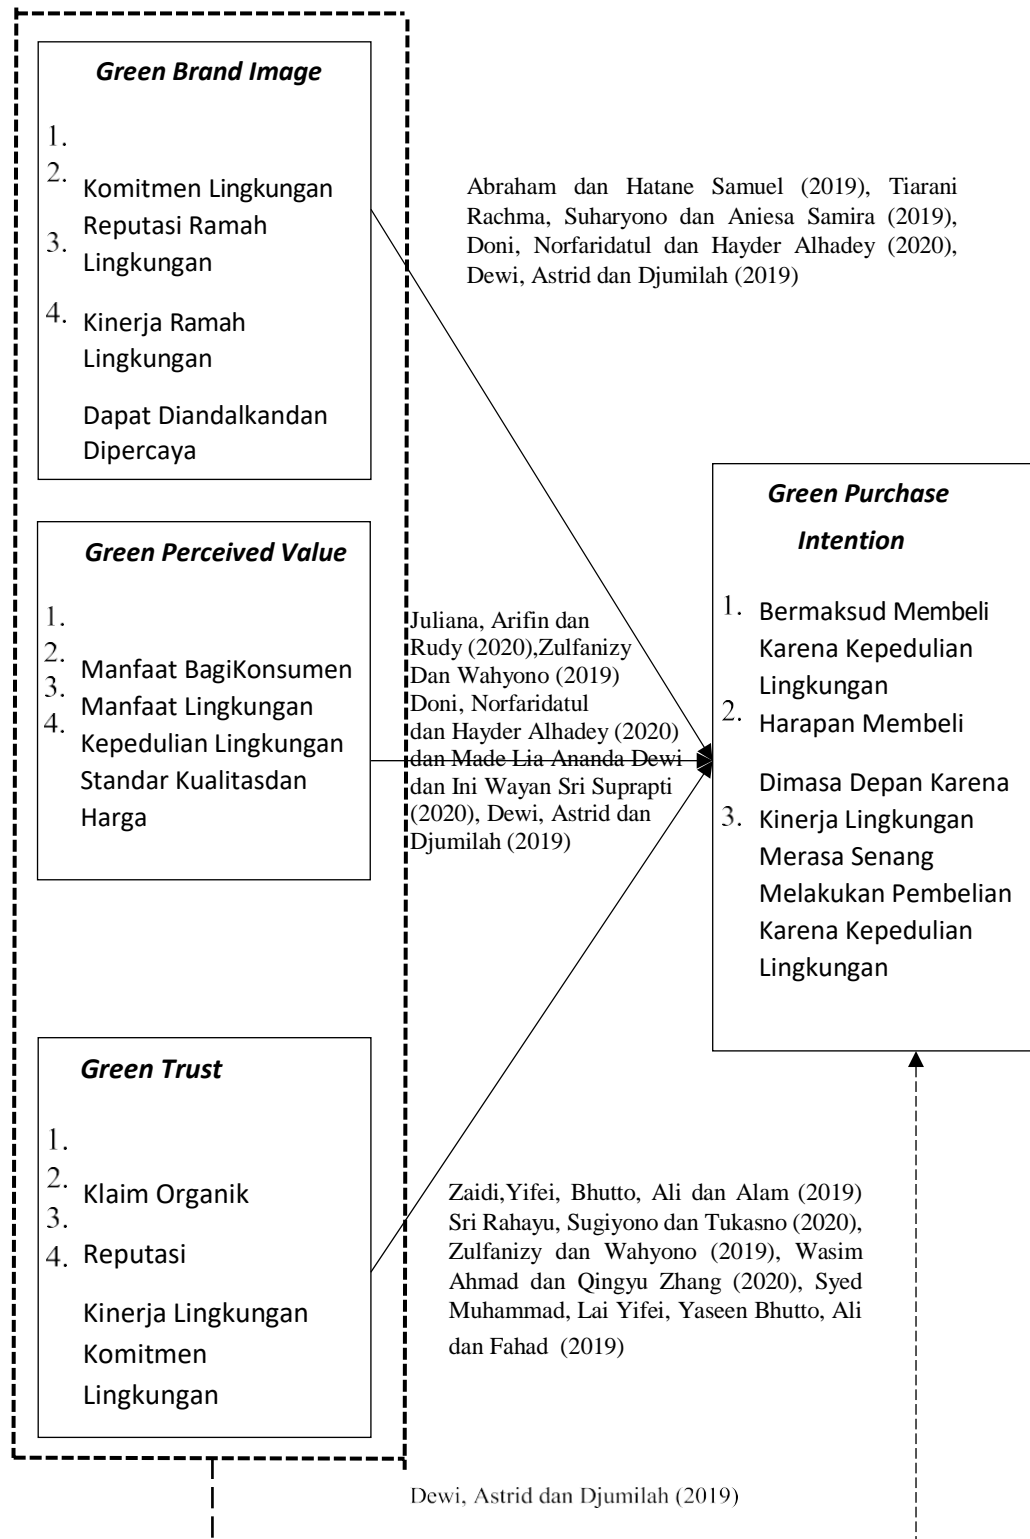 Green Brand Image
1.
2.
Komitmen Lingkungan
Reputasi Ramah
3.
Lingkungan
4.
Kinerja Ramah
Lingkungan
Dapat Diandalkandan
Dipercaya
Abraham dan Hatane Samuel (2019), Tiarani
Rachma, Suharyono dan Aniesa Samira (2019),
Doni, Norfaridatul dan Hayder Alhadey (2020),
Dewi, Astrid dan Djumilah (2019)
Green Perceived Value
1.
2.
Manfaat BagiKonsumen
3.
Manfaat Lingkungan
4.
Kepedulian Lingkungan
Standar Kualitasdan
Harga
Juliana, Arifin dan
Rudy (2020),Zulfanizy
Dan Wahyono (2019)
Doni, Norfaridatul
dan Hayder Alhadey (2020)
dan Made Lia Ananda Dewi
dan Ini Wayan Sri Suprapti
(2020), Dewi, Astrid dan
Djumilah (2019)
Green Purchase
Intention
1. Bermaksud Membeli
Karena Kepedulian
Lingkungan
2. Harapan Membeli
Dimasa Depan Karena
3. Kinerja Lingkungan
Merasa Senang
Melakukan Pembelian
Karena Kepedulian
Lingkungan
Green Trust
1.
2.
Klaim Organik
3.
4. Reputasi
Kinerja Lingkungan
Komitmen
Lingkungan
Zaidi,Yifei, Bhutto, Ali dan Alam (2019)
Sri Rahayu, Sugiyono dan Tukasno (2020),
Zulfanizy dan Wahyono (2019), Wasim
Ahmad dan Qingyu Zhang (2020), Syed
Muhammad, Lai Yifei, Yaseen Bhutto, Ali
dan Fahad (2019)
Dewi, Astrid dan Djumilah (2019)